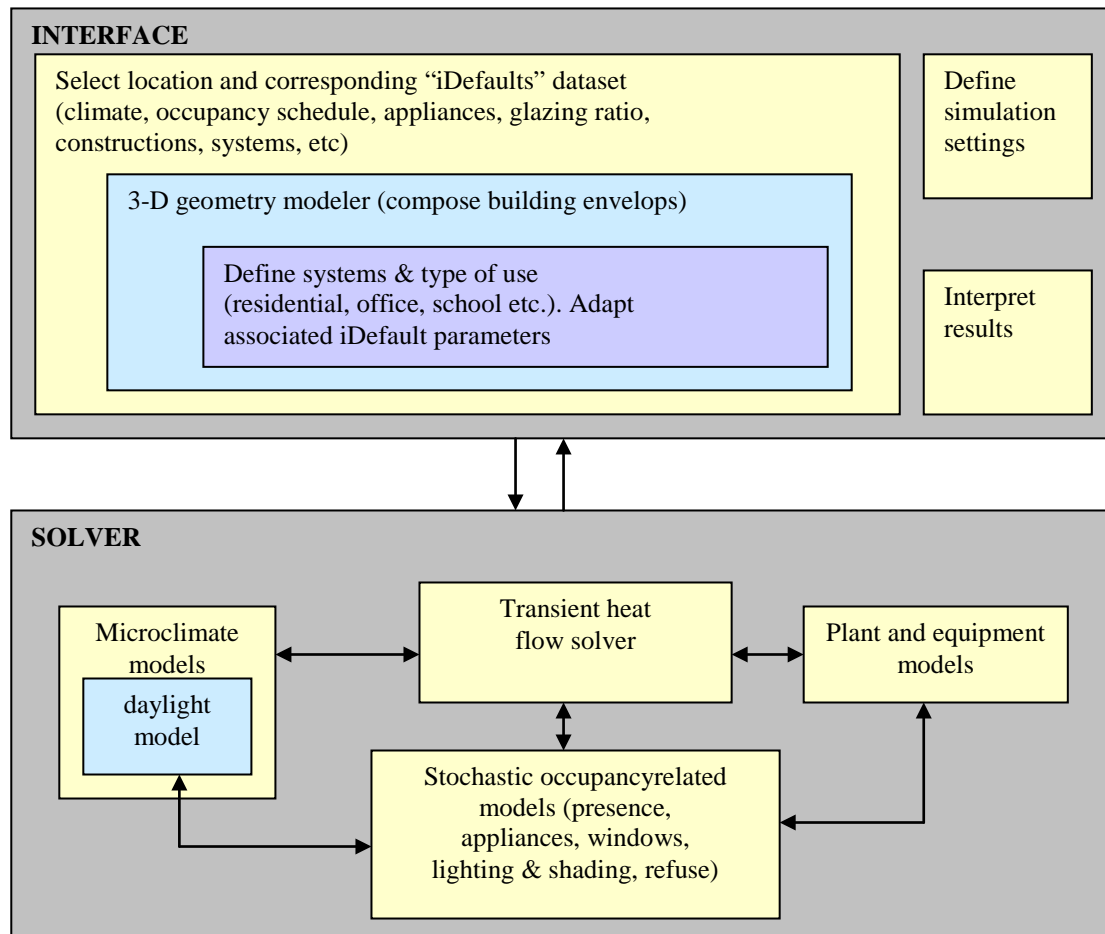 INTERFACE
Select location and corresponding “iDefaults” dataset
(climate, occupancy schedule, appliances, glazing ratio,
constructions, systems, etc)
3-D geometry modeler (compose building envelops)
Define systems & type of use
(residential, office, school etc.). Adapt
associated iDefault parameters
Define
simulation
settings
Interpret
results
SOLVER
Microclimate
models
daylight
model
Transient heat
flow solver
Plant and equipment
models
Stochastic occupancyrelated
models (presence,
appliances, windows,
lighting & shading, refuse)